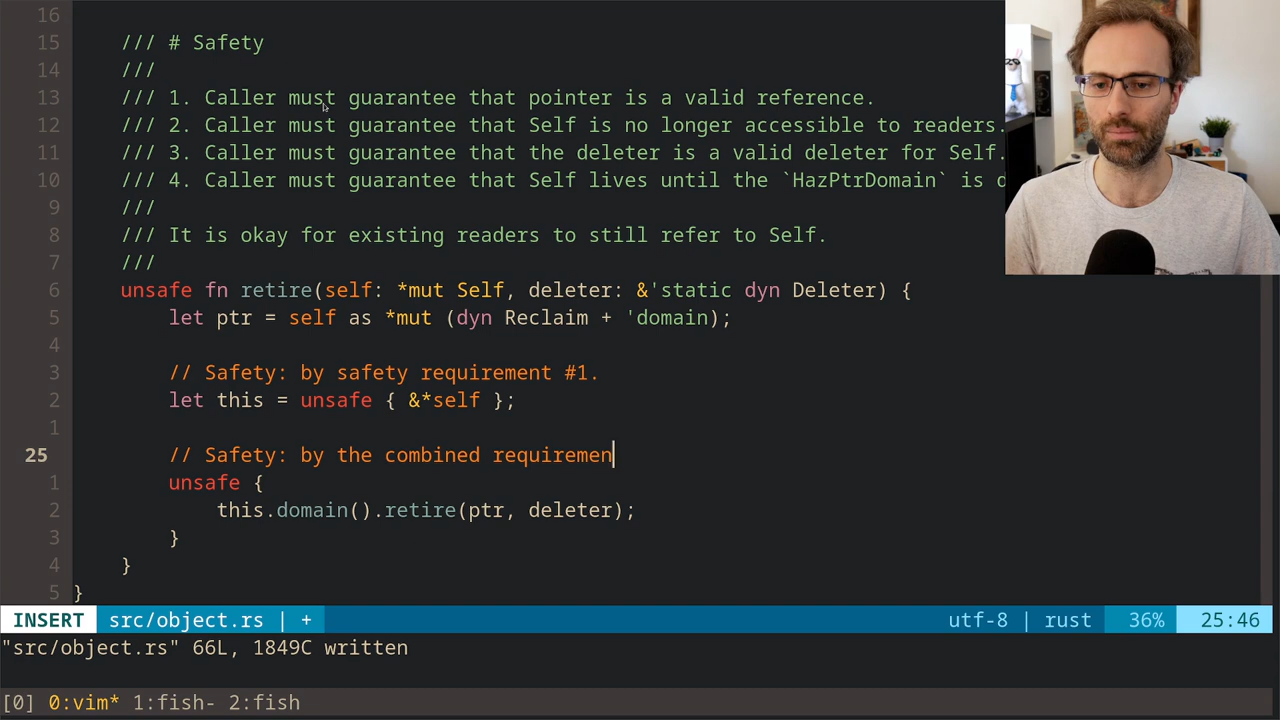 16
15 /// # Safety
14 ///
13 /// 1. Caller must guarantee that pointer is a valid reference.
12 /// 2. Caller must guarantee that Self is no longer accessible to readers.
11 /// 3. Caller must guarantee that the deleter is a valid deleter for Self.
10 /// 4. Caller must guarantee that Self lives until the `HazPtrDomain` is
9 ///
8 /// It is okay for existing readers to still refer to Self.
7 ///
6 unsafe fn retire(self: *mut Self, deleter: &'static dyn Deleter) {
5 let ptr = self as *mut (dyn Reclaim + 'domain);
4
3 // Safety: by safety requirement #1.
2 let this = unsafe { &*self };
1
25 // Safety: by the combined requiremen
1 unsafe {
2 this.domain().retire(ptr, deleter);
3 }
4 }
5 }
INSERT src/object.rs | + utf-8 | rust 36% 25:46
"src/object.rs" 66L, 1849C written
[0] 0:vim* 1:fish- 2:fish